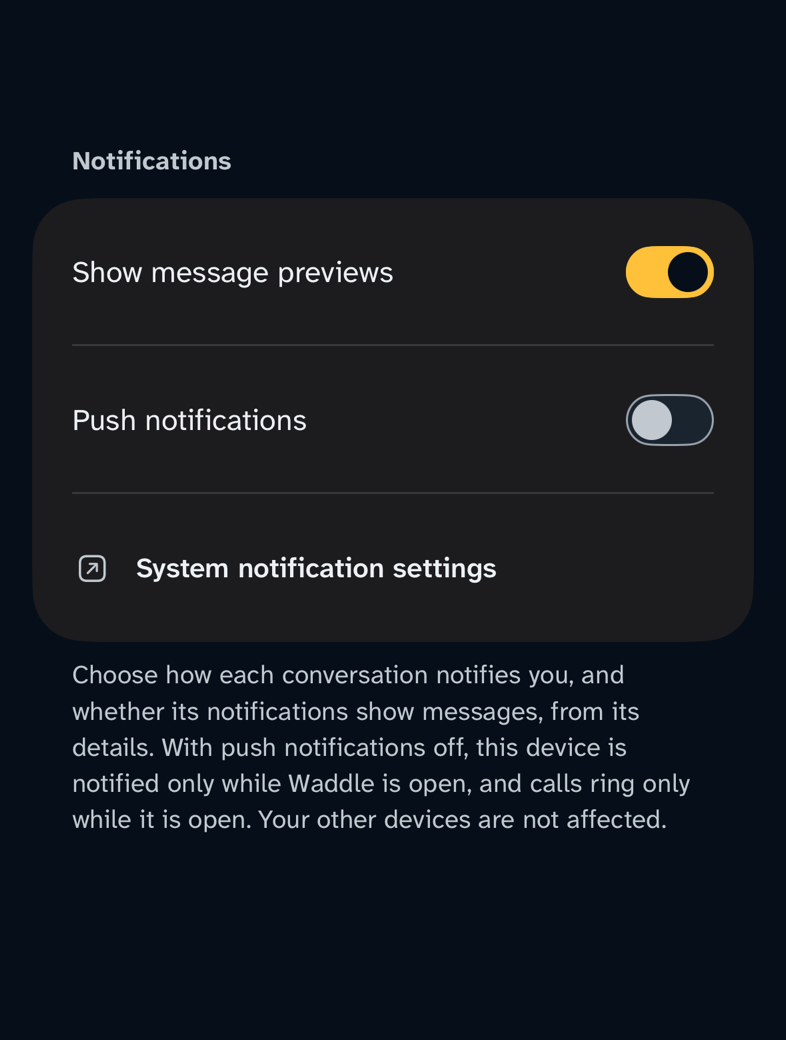 Notifications
Show message previews
Push notifications
System notification settings
Choose how each conversation notifies you, and
whether its notifications show messages, from its
details. With push notifications off, this device is
notified only while Waddle is open, and calls ring only
while it is open. Your other devices are not affected.